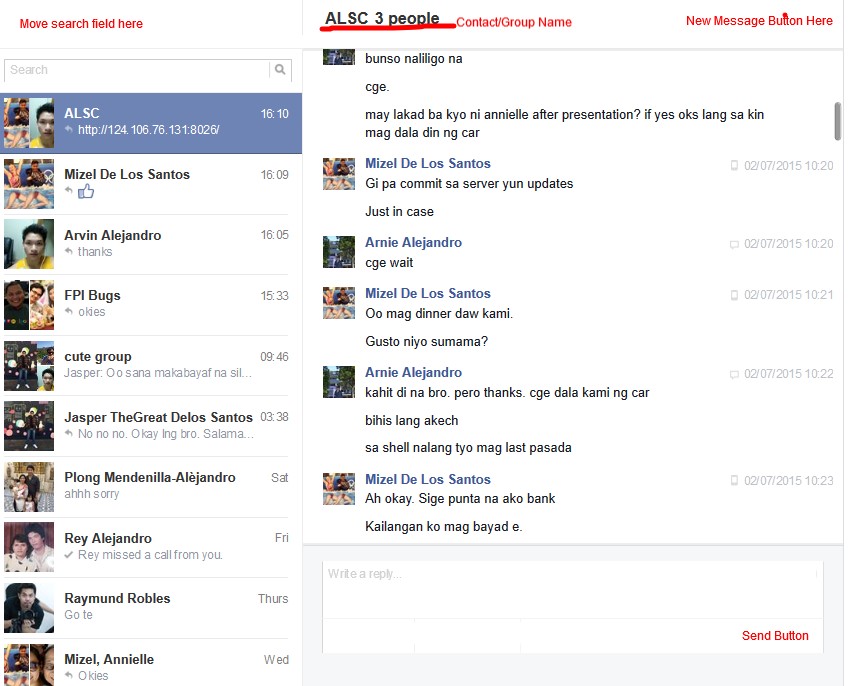 Move search field here
Search
ALSC 16:10
http://124.106.76.131:8026/
Mizel De Los Santos 16:09
Arvin Alejandro 16:05
thanks
FPI Bugs 15:33
okies
cute group 09:46
Jasper: Oo sana makabayaf na sil...
Jasper TheGreat Delos Santos 03:38
No no no. Okay lng bro. Salama...
Plong Mendenilla-Alèjandro Sat
ahhh sorry
Rey Alejandro Fri
Rey missed a call from you.
Raymund Robles Thurs
Go te
Mizel, Annielle Wed
Okies
ALSC 3 people Contact/Group Name New Message Button Here
bunso naliligo na
cge.
may lakad ba kyo ni annielle after presentation? if yes oks lang sa kin
mag dala din ng car
Mizel De Los Santos 02/07/2015 10:20
Gi pa commit sa server yun updates
Just in case
Arnie Alejandro 02/07/2015 10:20
cge wait
Mizel De Los Santos 02/07/2015 10:21
Oo mag dinner daw kami.
Gusto niyo sumama?
Arnie Alejandro 02/07/2015 10:22
kahit di na bro. pero thanks. cge dala kami ng car
bihis lang akech
sa shell nalang tyo mag last pasada
Mizel De Los Santos 02/07/2015 10:23
Ah okay. Sige punta na ako bank
Kailangan ko mag bayad e.
Write a reply...
Send Button